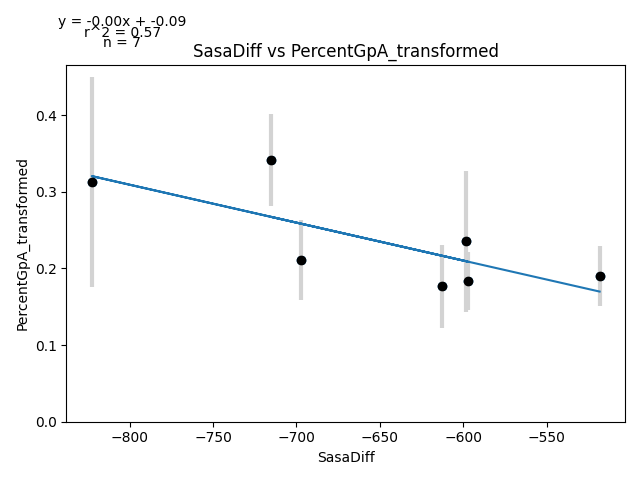 y = -0.00x + -0.09
r^2 = 0.57
n = 7
SasaDiff vs PercentGpA_transformed
PercentGpA_transformed
0.4
0.3
0.2
0.1
0.0
−800 −750 −700 −650 −600 −550
SasaDiff